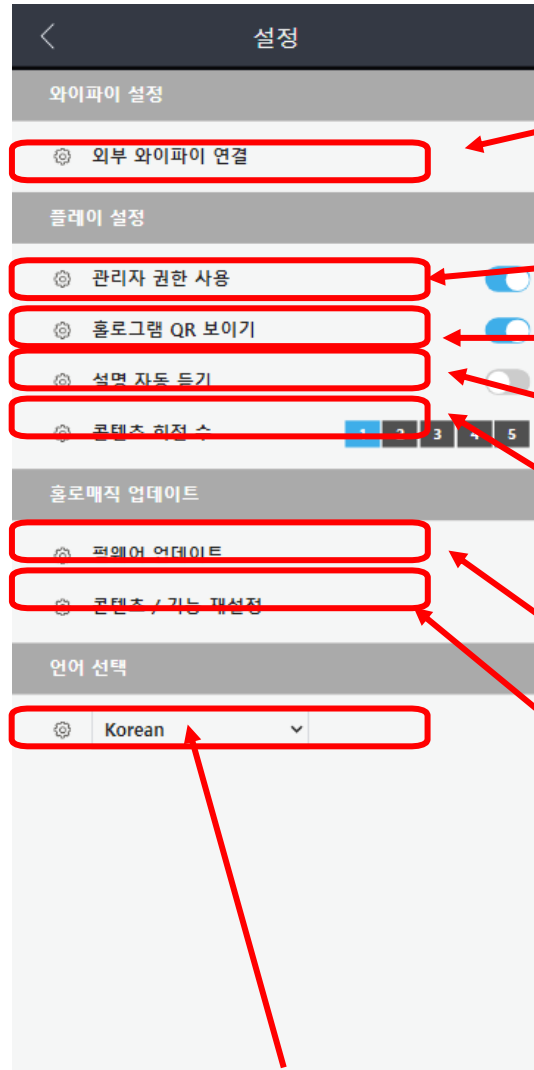 설정
와이파이 설정
외부 와이파이 연결
플레이 설정
관리자 권한 사용
홀로그램 QR 보이기
설명 자동 듣기
콘텐츠 회전 수 1 2 3 4 5
홀로매직 업데이트
펌웨어 업데이트
콘텐츠 / 기능 재설정
언어 선택
Korean